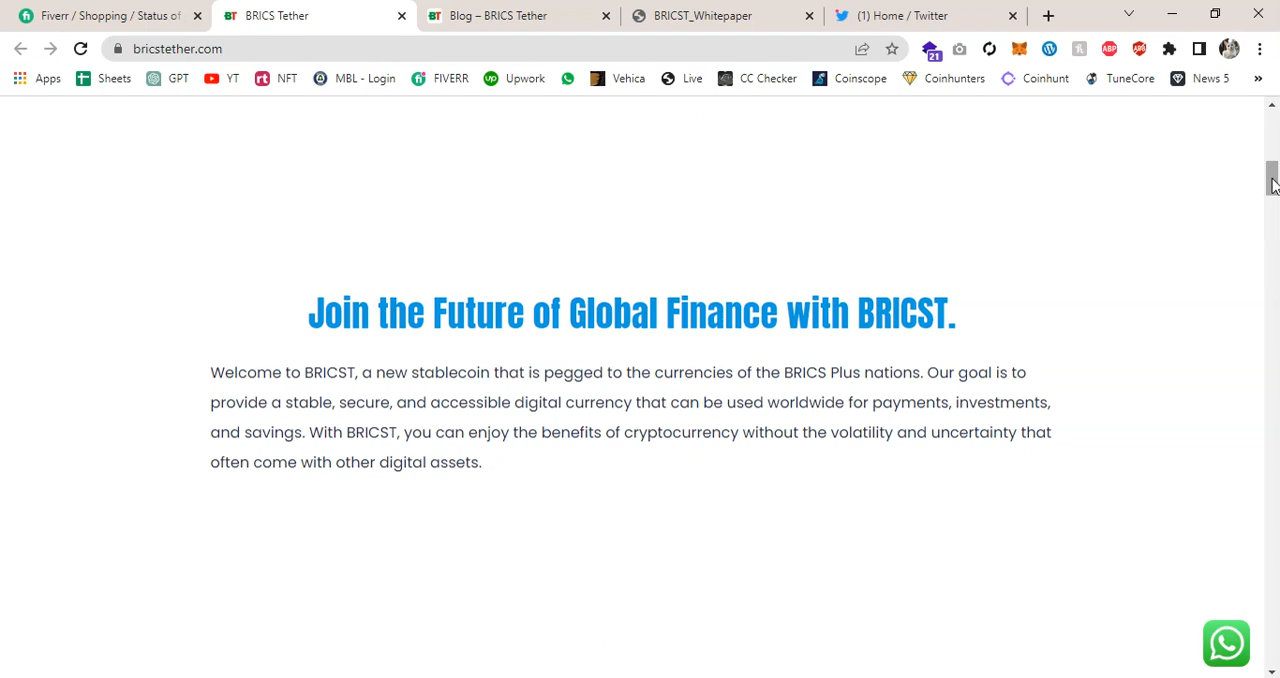 Fiverr / Shopping / Status of
BRICS Tether
Blog – BRICS Tether
BRICST_Whitepaper
(1) Home / Twitter
bricstether.com
21
ABP
Apps
Sheets
GPT
YT
NFT
MBL - Login
FIVERR
Upwork
Vehica
Live
CC Checker
Coinscope
Coinhunters
Coinhunt
TuneCore
News 5
Join the Future of Global Finance with BRICST.
Welcome to BRICST, a new stablecoin that is pegged to the currencies of the BRICS Plus nations. Our goal is to
provide a stable, secure, and accessible digital currency that can be used worldwide for payments, investments,
and savings. With BRICST, you can enjoy the benefits of cryptocurrency without the volatility and uncertainty that
often come with other digital assets.